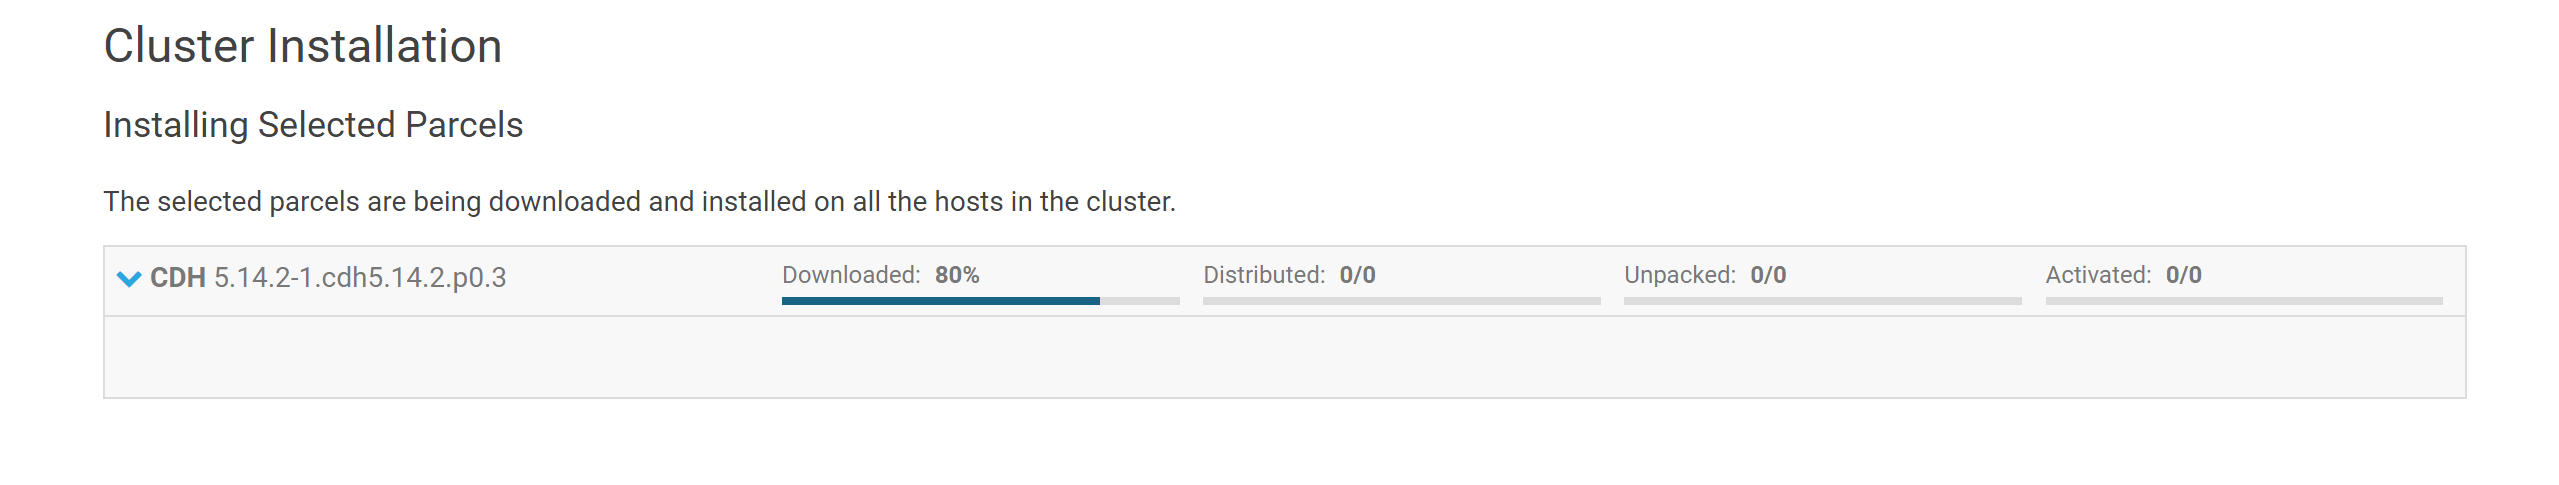 Cluster Installation
Installing Selected Parcels
The selected parcels are being downloaded and installed on all the hosts in the cluster.
CDH 5.14.2-1.cdh5.14.2.p0.3 Downloaded: 80% Distributed: 0/0 Unpacked: 0/0 Activated: 0/0